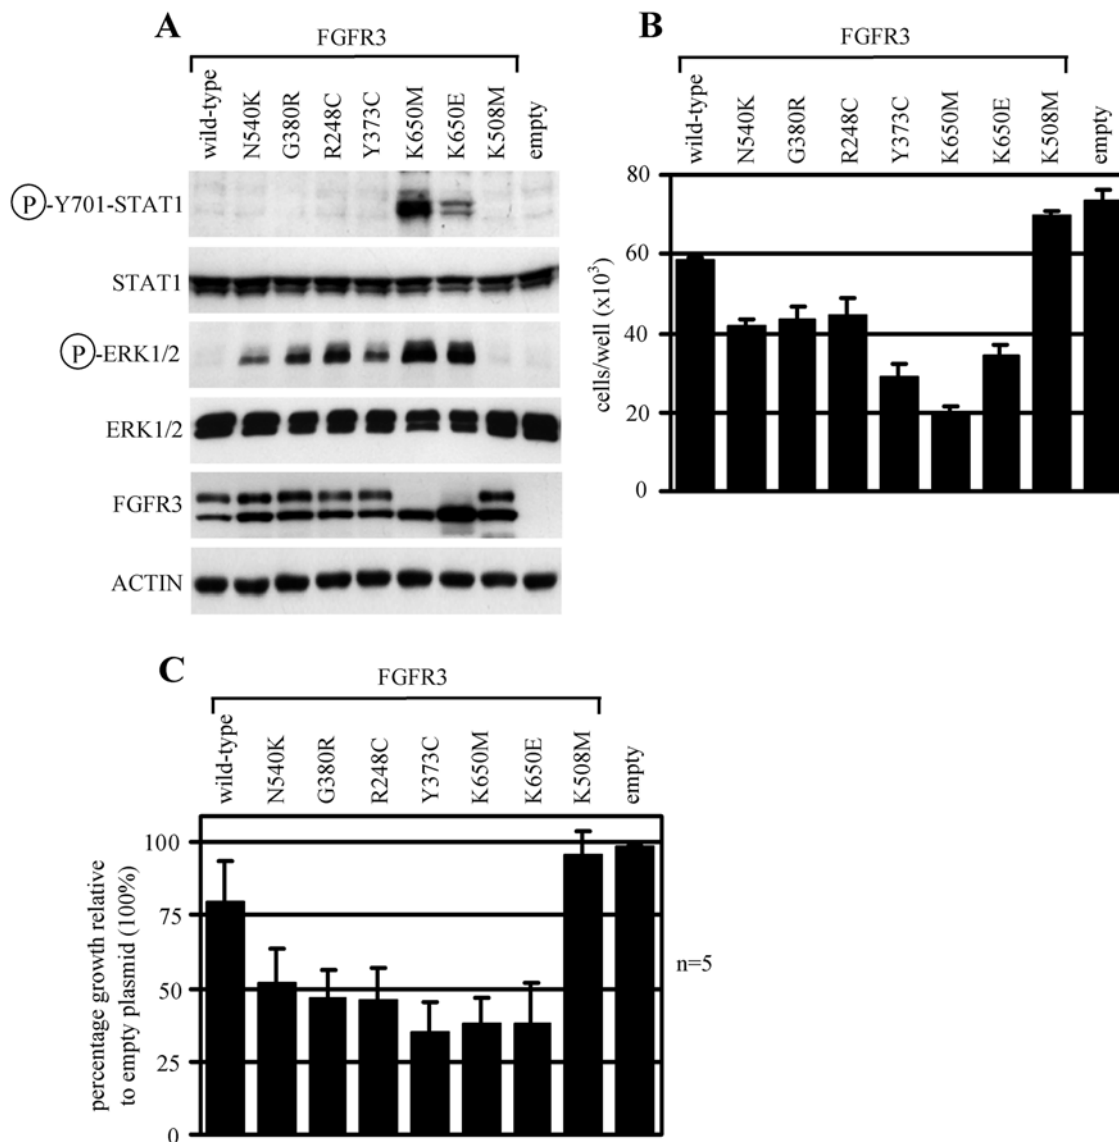 A
FGFR3
wild-type
N540K
G380R
R248C
Y373C
K650M
K650E
K508M
empty
P-Y701-STAT1
STAT1
P-ERK1/2
ERK1/2
FGFR3
ACTIN
B
FGFR3
wild-type
N540K
G380R
R248C
Y373C
K650M
K650E
K508M
empty
cells/well (x10³)
80
60
40
20
0
C
FGFR3
wild-type
N540K
G380R
R248C
Y373C
K650M
K650E
K508M
empty
percentage growth relative
to empty plasmid (100%)
100
75
50
25
0
n=5